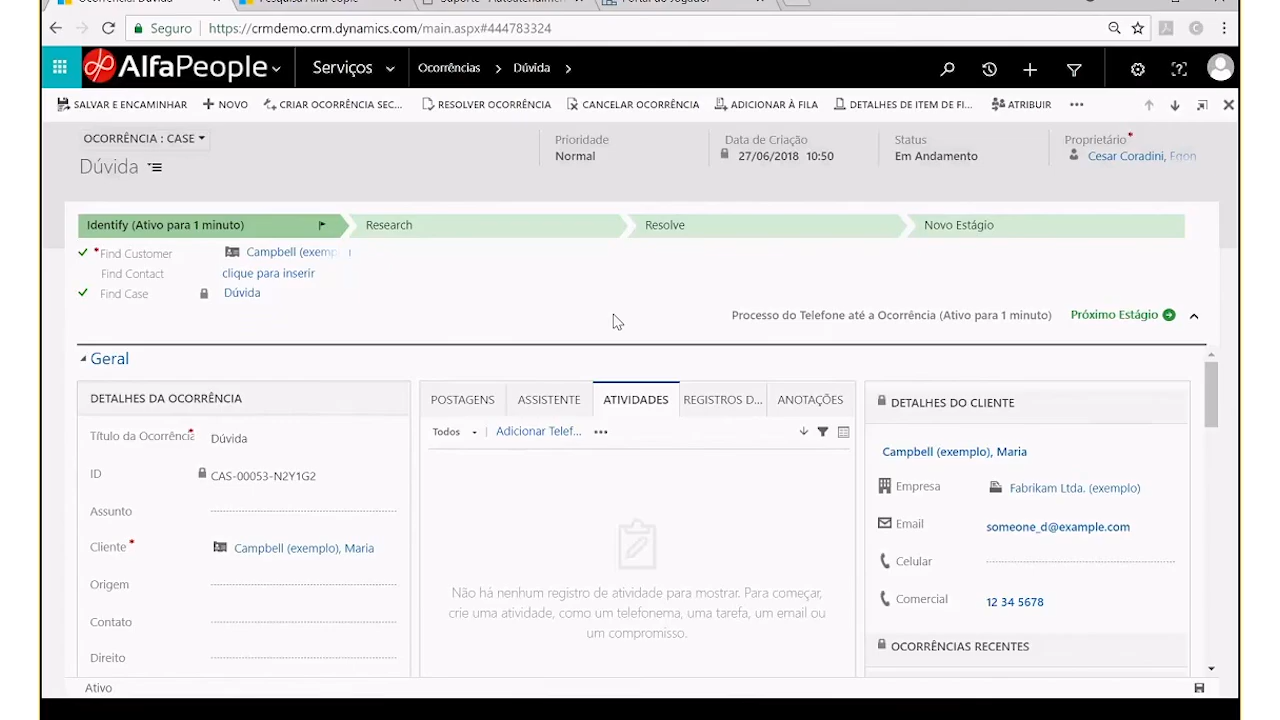 Seguro https://crmdemo.crm.dynamics.com/main.aspx#444783324
AlfaPeople Serviços Ocorrências Dúvida
SALVAR E ENCAMINHAR NOVO CRIAR OCORRÊNCIA SEC... RESOLVER OCORRÊNCIA CANCELAR OCORRÊNCIA ADICIONAR À FILA DETALHES DE ITEM DE FI... ATRIBUIR
OCORRÊNCIA : CASE
Dúvida
Prioridade
Normal
Data de Criação
27/06/2018 10:50
Status
Em Andamento
Proprietário*
Cesar Coradini, Egon
Identify (Ativo para 1 minuto) Research Resolve Novo Estágio
*Find Customer Campbell (exemp
Find Contact clique para inserir
Find Case Dúvida
Processo do Telefone até a Ocorrência (Ativo para 1 minuto) Próximo Estágio
Geral
DETALHES DA OCORRÊNCIA
Título da Ocorrência* Dúvida
ID CAS-00053-N2Y1G2
Assunto
Cliente* Campbell (exemplo), Maria
Origem
Contato
Direito
POSTAGENS ASSISTENTE ATIVIDADES REGISTROS D... ANOTAÇÕES
Todos | Adicionar Telef... •••
Não há nenhum registro de atividade para mostrar. Para começar,
crie uma atividade, como um telefonema, uma tarefa, um email ou
um compromisso.
DETALHES DO CLIENTE
Campbell (exemplo), Maria
Empresa Fabrikam Ltda. (exemplo)
Email someone_d@example.com
Celular
Comercial 12 34 5678
OCORRÊNCIAS RECENTES
Ativo